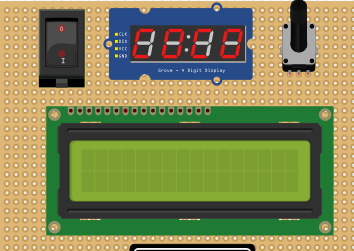 0
I
CLK
DIO
VCC
GND
Grove - 4 Digit Display